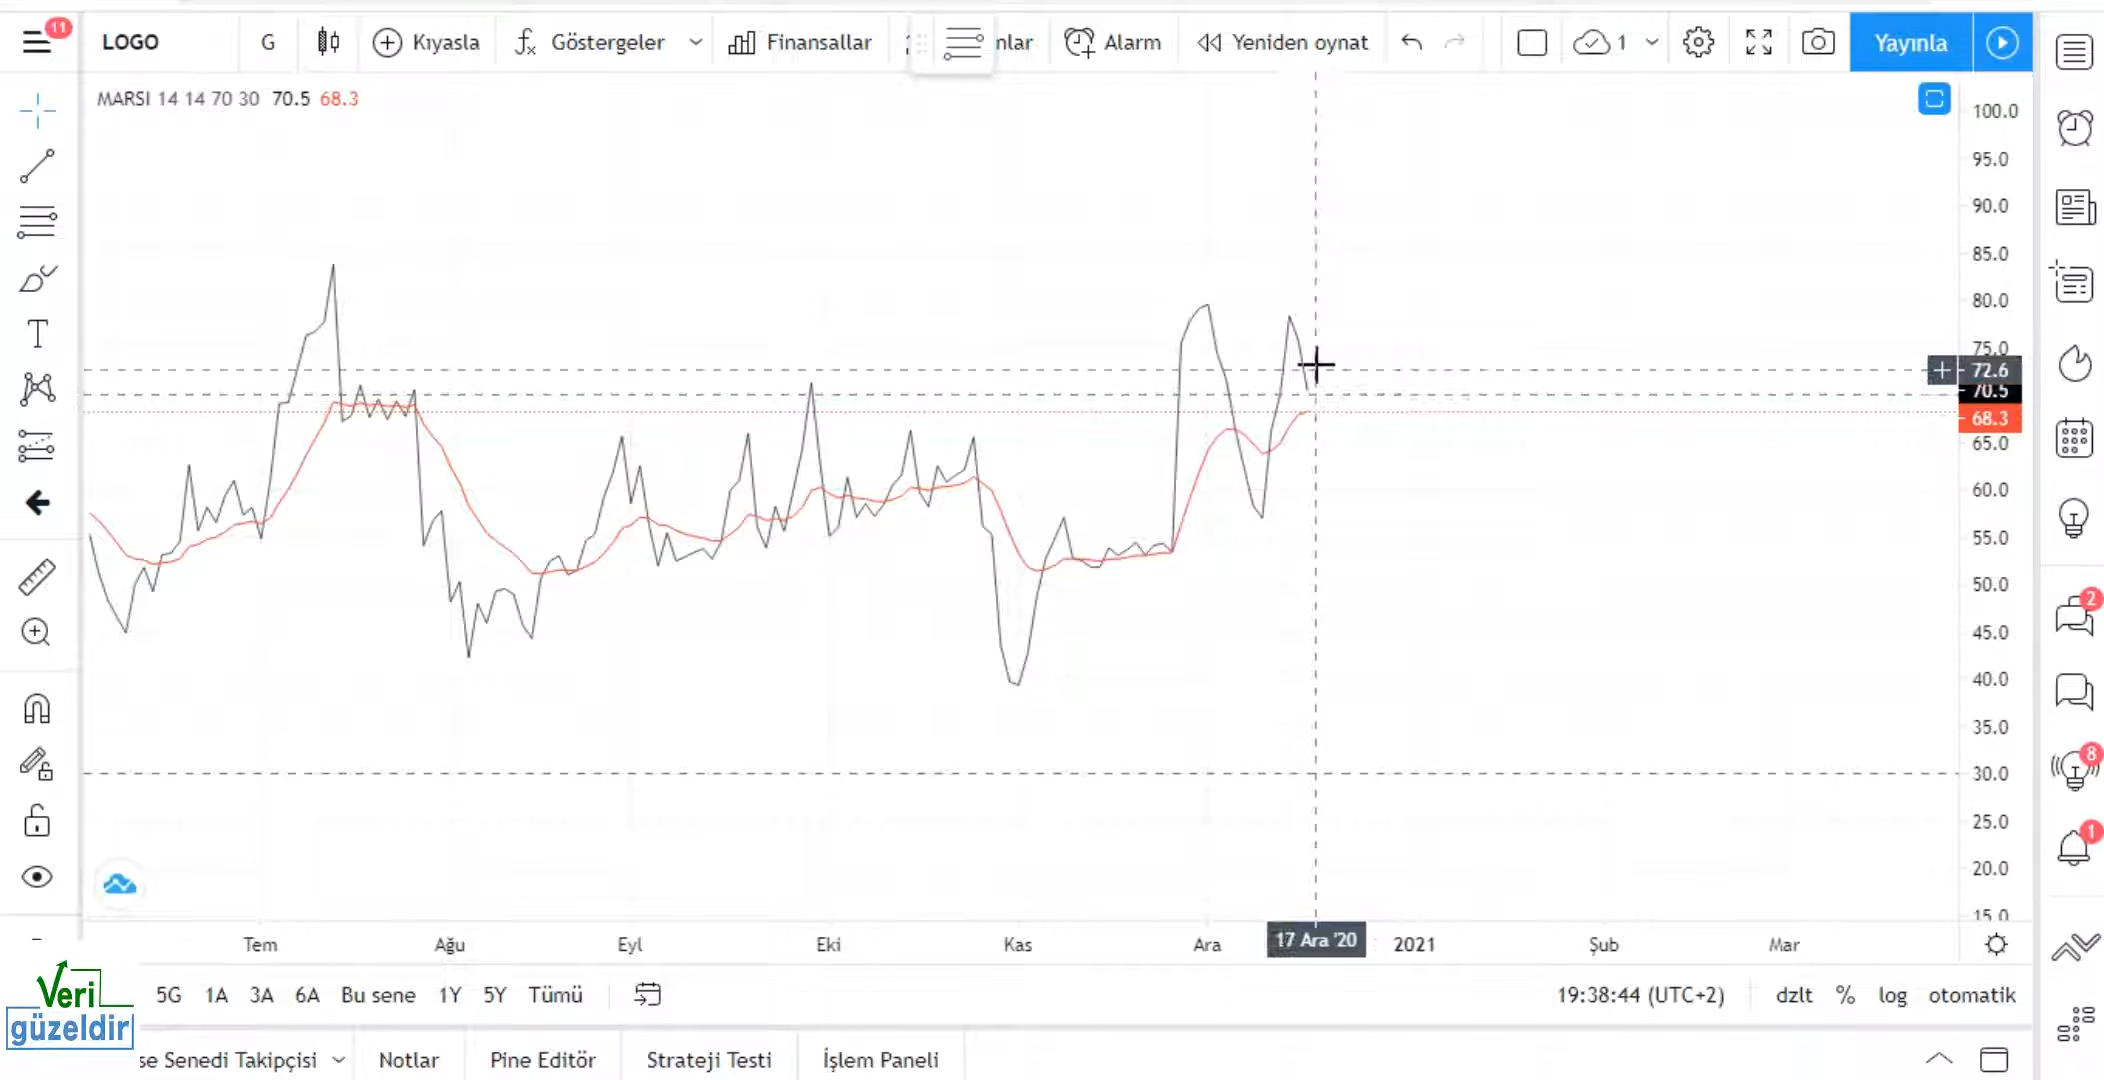 11
LOGO
G
Kıyasla
Göstergeler
Finansallar
nlar
Alarm
Yeniden oynat
1
Yayınla
MARSI 14 14 70 30 70.5 68.3
100.0
95.0
90.0
85.0
80.0
75.0
72.6
70.5
68.3
65.0
60.0
55.0
50.0
45.0
40.0
35.0
30.0
25.0
20.0
15.0
2
8
1
Tem
Ağu
Eyl
Eki
Kas
Ara
17 Ara '20
2021
Şub
Mar
Veri
güzeldir
5G 1A 3A 6A Bu sene 1Y 5Y Tümü
19:38:44 (UTC+2)
dzlt % log otomatik
se Senedi Takipçisi
Notlar
Pine Editör
Strateji Testi
İşlem Paneli